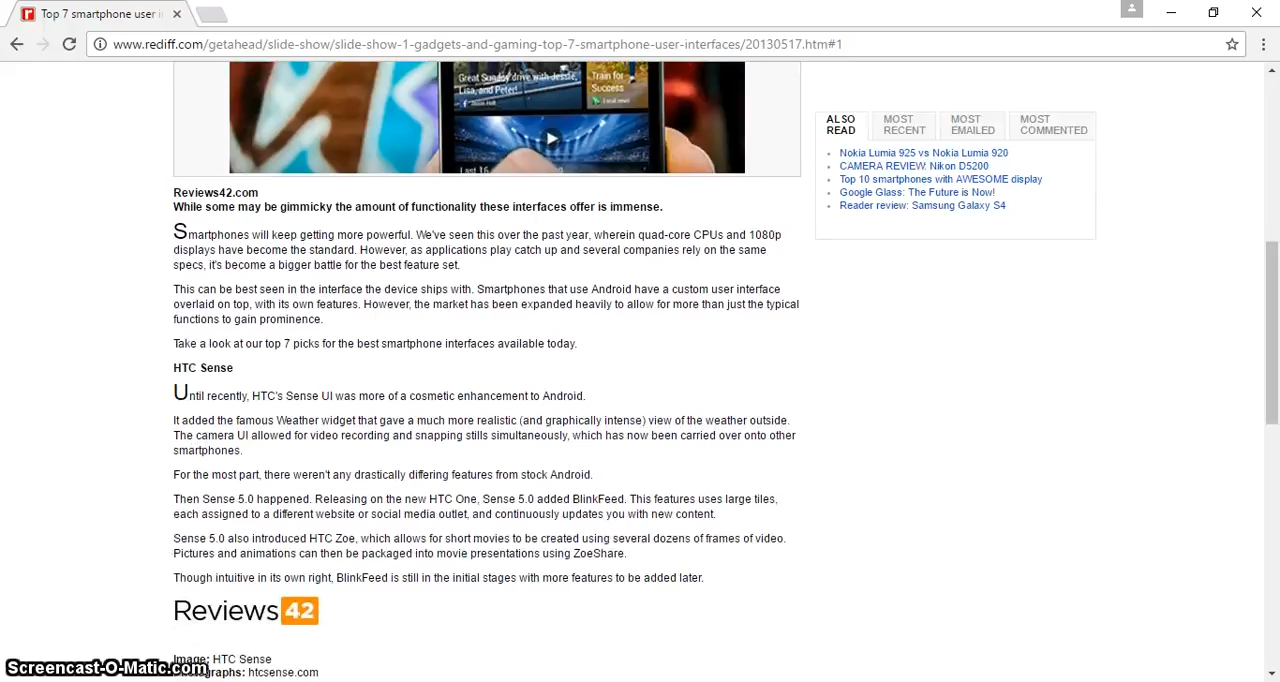 Top 7 smartphone user i
www.rediff.com/getahead/slide-show/slide-show-1-gadgets-and-gaming-top-7-smartphone-user-interfaces/20130517.htm#1
Great Sunday drive with Jessie,
Lisa, and Peter!
Train for
Success
Last 16
ALSO READ
MOST RECENT
MOST EMAILED
MOST COMMENTED
Nokia Lumia 925 vs Nokia Lumia 920
CAMERA REVIEW: Nikon D5200
Top 10 smartphones with AWESOME display
Google Glass: The Future is Now!
Reader review: Samsung Galaxy S4
Reviews42.com
While some may be gimmicky the amount of functionality these interfaces offer is immense.
Smartphones will keep getting more powerful. We've seen this over the past year, wherein quad-core CPUs and 1080p
displays have become the standard. However, as applications play catch up and several companies rely on the same
specs, it's become a bigger battle for the best feature set.
This can be best seen in the interface the device ships with. Smartphones that use Android have a custom user interface
overlaid on top, with its own features. However, the market has been expanded heavily to allow for more than just the typical
functions to gain prominence.
Take a look at our top 7 picks for the best smartphone interfaces available today.
HTC Sense
Until recently, HTC's Sense UI was more of a cosmetic enhancement to Android.
It added the famous Weather widget that gave a much more realistic (and graphically intense) view of the weather outside.
The camera UI allowed for video recording and snapping stills simultaneously, which has now been carried over onto other
smartphones.
For the most part, there weren't any drastically differing features from stock Android.
Then Sense 5.0 happened. Releasing on the new HTC One, Sense 5.0 added BlinkFeed. This features uses large tiles,
each assigned to a different website or social media outlet, and continuously updates you with new content.
Sense 5.0 also introduced HTC Zoe, which allows for short movies to be created using several dozens of frames of video.
Pictures and animations can then be packaged into movie presentations using ZoeShare.
Though intuitive in its own right, BlinkFeed is still in the initial stages with more features to be added later.
Reviews 42
Image: HTC Sense
Photographs: htcsense.com
Screencast-O-Matic.com